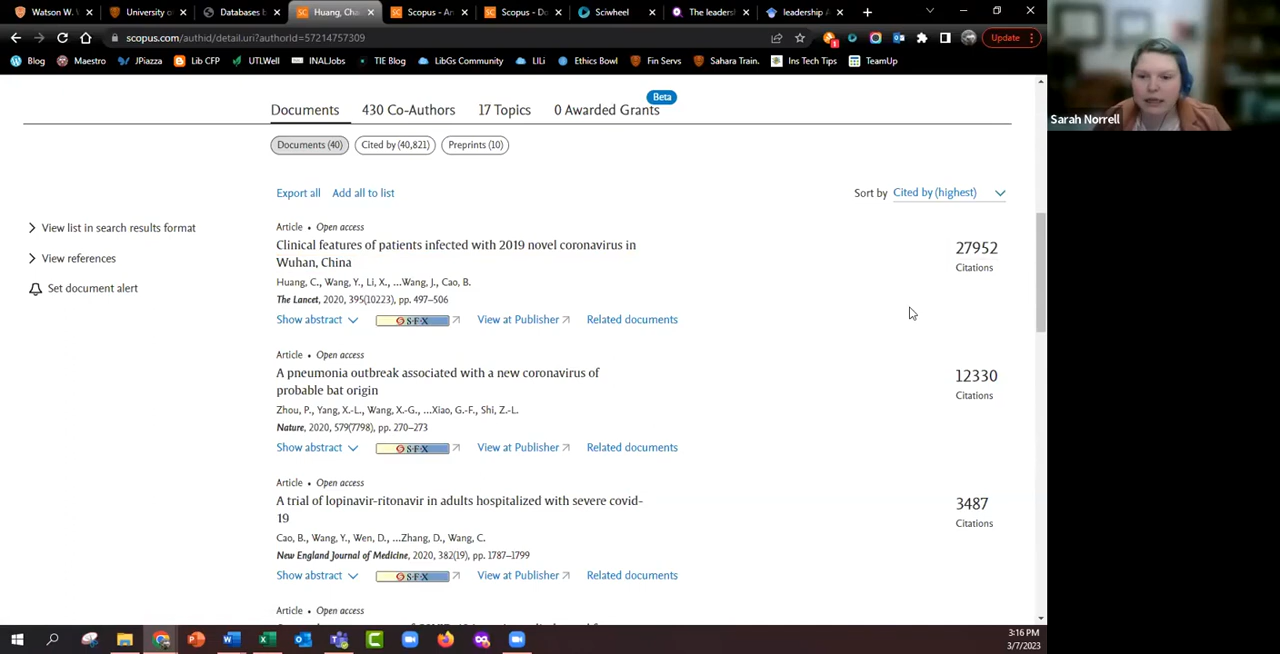 Watson W.
University o
Databases b
Huang, Cha
Scopus - An
Scopus - Do
Sciwheel
The leaders
leadership A
scopus.com/authid/detail.uri?authorId=57214757309
Update
Blog
Maestro
JPiazza
Lib CFP
UTLWell
INALJobs
TIE Blog
LibGs Community
LILi
Ethics Bowl
Fin Servs
Sahara Train.
Ins Tech Tips
TeamUp
Beta
Documents
430 Co-Authors
17 Topics
0 Awarded Grants
Documents (40)
Cited by (40,821)
Preprints (10)
Export all
Add all to list
Sort by Cited by (highest)
View list in search results format
View references
Set document alert
Article • Open access
Clinical features of patients infected with 2019 novel coronavirus in
Wuhan, China
27952
Citations
Huang, C., Wang, Y., Li, X., ...Wang, J., Cao, B.
The Lancet, 2020, 395(10223), pp. 497–506
Show abstract
S·F·X
View at Publisher
Related documents
Article • Open access
A pneumonia outbreak associated with a new coronavirus of
probable bat origin
12330
Citations
Zhou, P., Yang, X.-L., Wang, X.-G., ...Xiao, G.-F., Shi, Z.-L.
Nature, 2020, 579(7798), pp. 270–273
Show abstract
S·F·X
View at Publisher
Related documents
Article • Open access
A trial of lopinavir-ritonavir in adults hospitalized with severe covid-
19
3487
Citations
Cao, B., Wang, Y., Wen, D., ...Zhang, D., Wang, C.
New England Journal of Medicine, 2020, 382(19), pp. 1787–1799
Show abstract
S·F·X
View at Publisher
Related documents
Article • Open access
Sarah Norrell
3:16 PM
3/7/2023